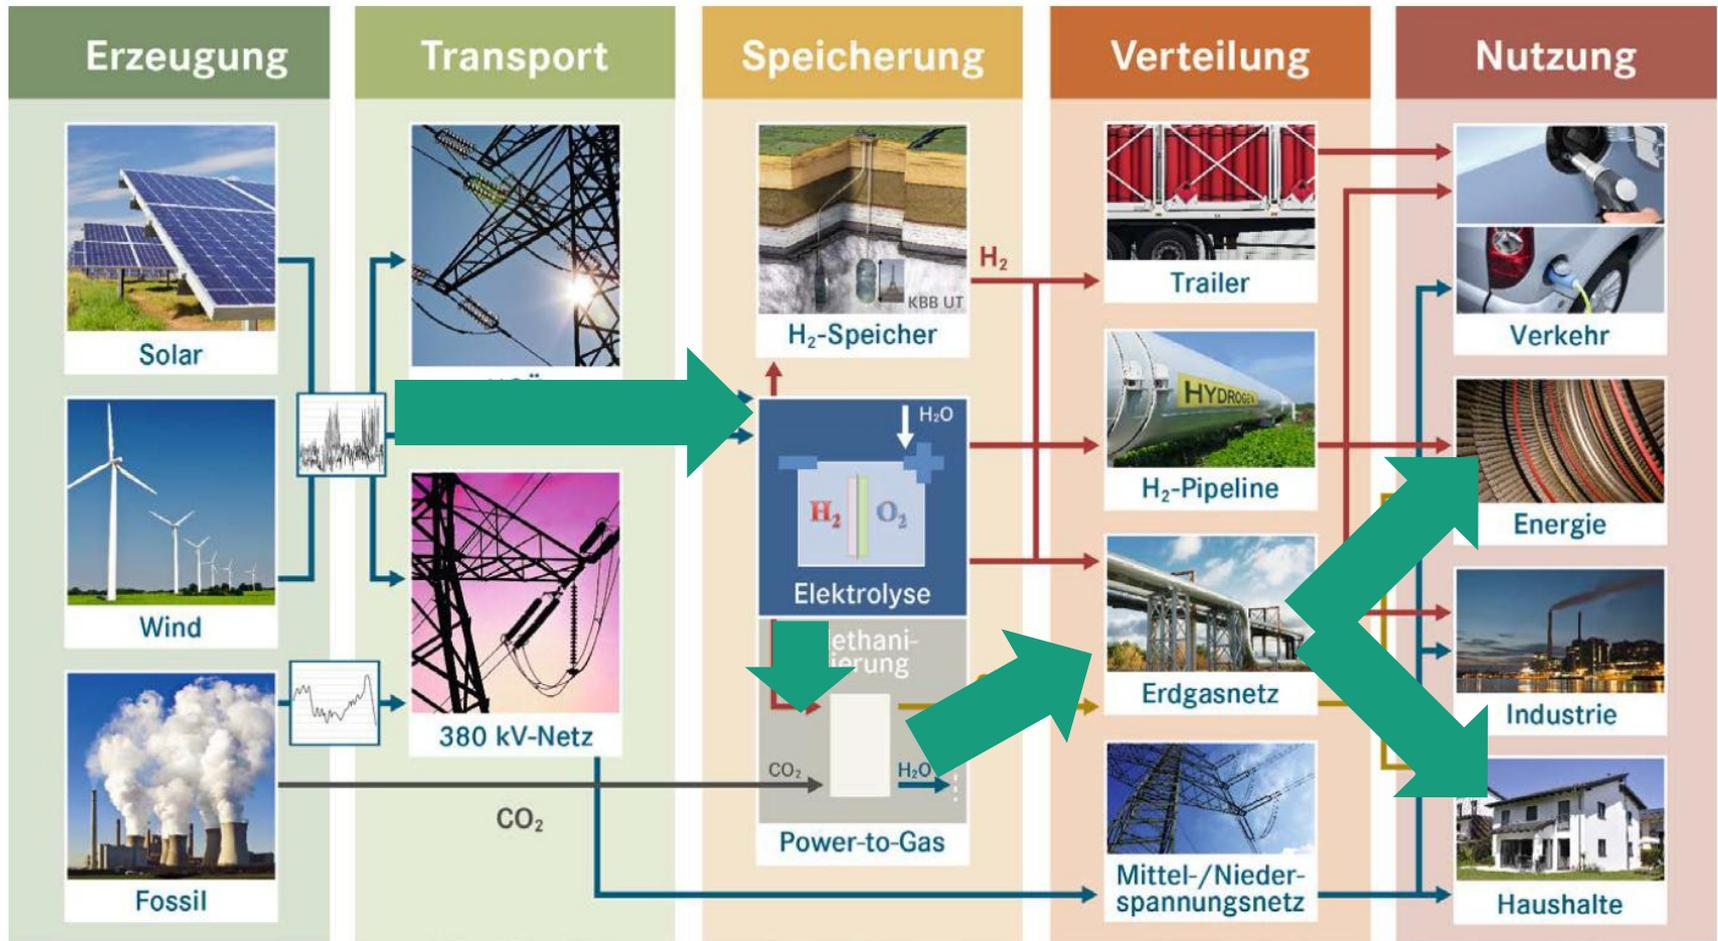 Erzeugung
Transport
Speicherung
Verteilung
Nutzung
Solar
Wind
Fossil
380 kV-Netz
CO₂
KBB UT
H₂-Speicher
H₂
H₂O
H₂
O₂
Elektrolyse
CO₂
H₂O
Power-to-Gas
Trailer
HYDROGEN
H₂-Pipeline
Erdgasnetz
Mittel-/Nieder-
spannungsnetz
Verkehr
Energie
Industrie
Haushalte